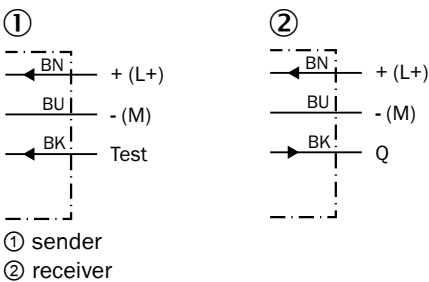 ① ②
BN + (L+) BN + (L+)
BU - (M) BU - (M)
BK Test BK Q
① sender
② receiver